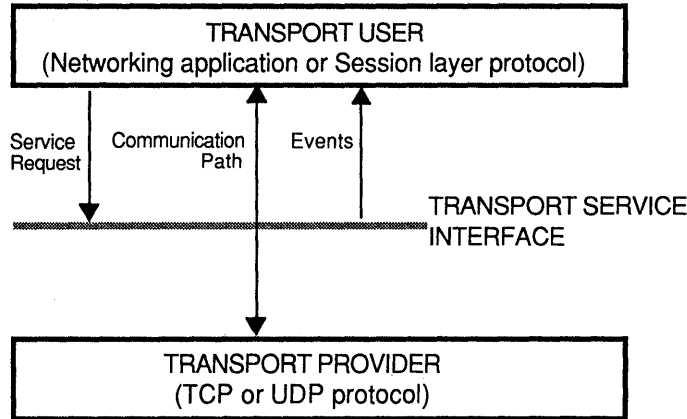 TRANSPORT USER
(Networking application or Session layer protocol)
Service
Request
Communication
Path
Events
TRANSPORT SERVICE
INTERFACE
TRANSPORT PROVIDER
(TCP or UDP protocol)